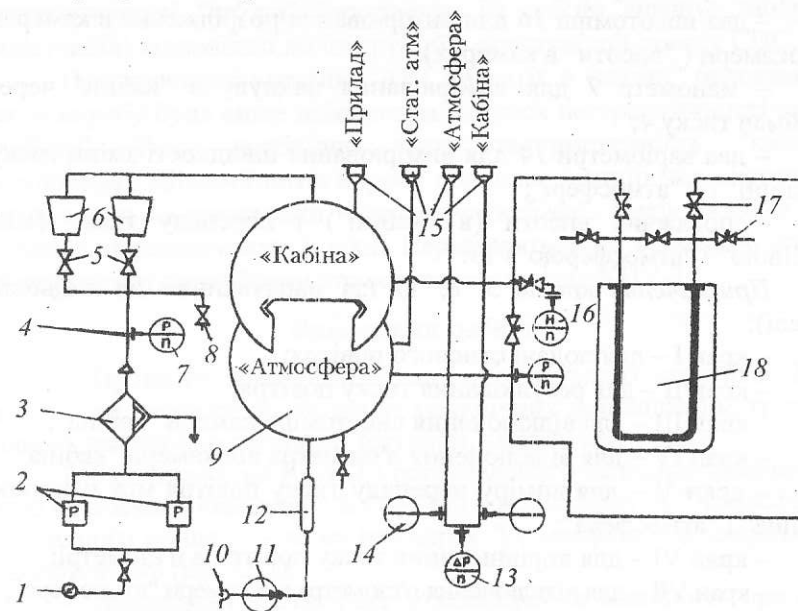 «Прилад»
«Стат. атм»
«Атмосфера»
«Кабіна»
6
15
17
5
«Кабіна»
4
P
п
7
8
H
п
16
«Атмосфера»
P
п
18
3
9
2
P
P
12
14
10
ΔP
п
13
1